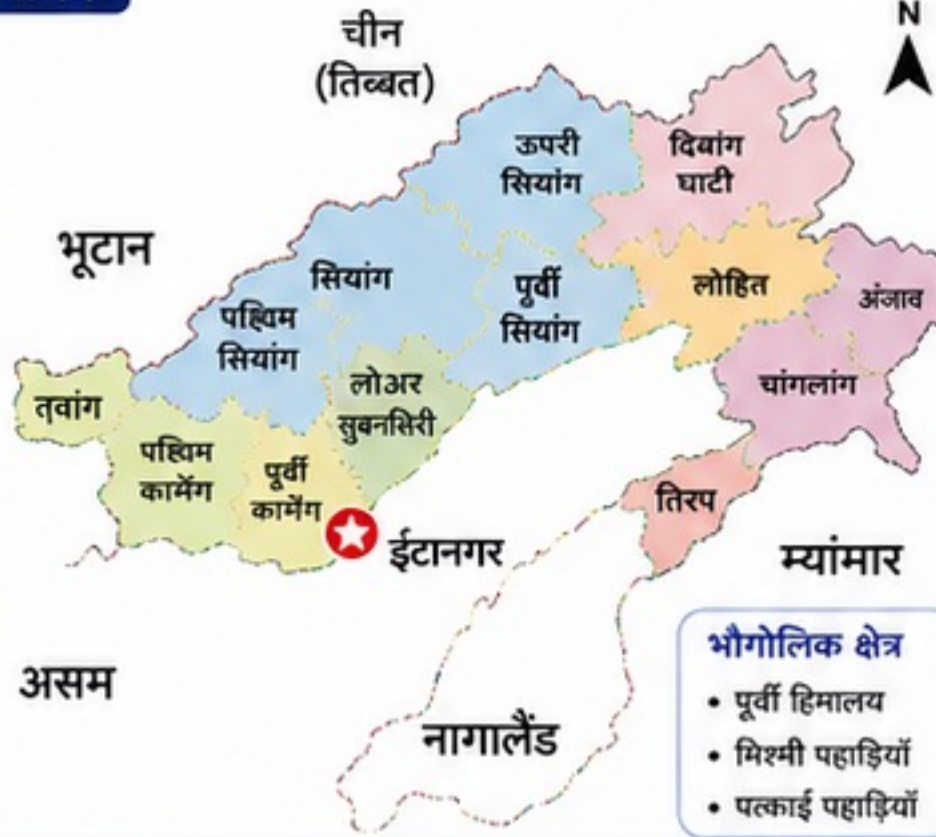 N
चीन
(तिब्बत)
ऊपरी
सियांग
दिबांग
घाटी
भूटान
सियांग
पूर्वी
सियांग
लोहित
अंजाव
पश्चिम
सियांग
तवांग
लोअर
सुबनसिरी
चांगलांग
पश्चिम
कामेंग
पूर्वी
कामेंग
तिरप
ईटानगर
म्यांमार
असम
नागालैंड
भौगोलिक क्षेत्र
• पूर्वी हिमालय
• मिश्मी पहाड़ियाँ
• पत्काई पहाड़ियाँ